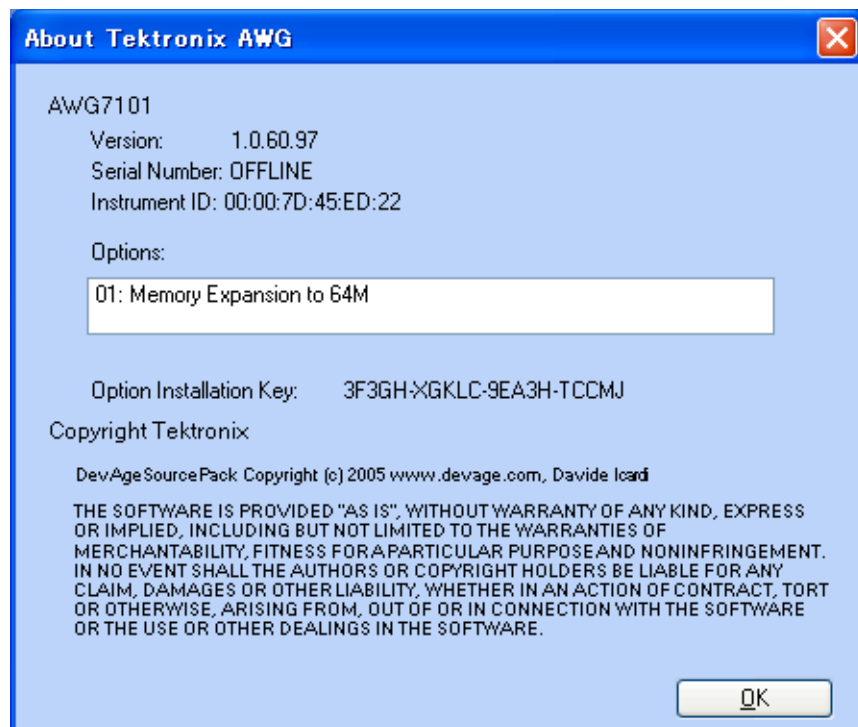 About Tektronix AWG
AWG7101
Version: 1.0.60.97
Serial Number: OFFLINE
Instrument ID: 00:00:7D:45:ED:22
Options:
01: Memory Expansion to 64M
Option Installation Key: 3F3GH-XGKLC-9EA3H-TCCMJ
Copyright Tektronix
DevAgeSourcePack Copyright (c) 2005 www.devage.com, Davide Icardi
THE SOFTWARE IS PROVIDED "AS IS", WITHOUT WARRANTY OF ANY KIND, EXPRESS
OR IMPLIED, INCLUDING BUT NOT LIMITED TO THE WARRANTIES OF
MERCHANTABILITY, FITNESS FOR A PARTICULAR PURPOSE AND NONINFRINGEMENT.
IN NO EVENT SHALL THE AUTHORS OR COPYRIGHT HOLDERS BE LIABLE FOR ANY
CLAIM, DAMAGES OR OTHER LIABILITY, WHETHER IN AN ACTION OF CONTRACT, TORT
OR OTHERWISE, ARISING FROM, OUT OF OR IN CONNECTION WITH THE SOFTWARE
OR THE USE OR OTHER DEALINGS IN THE SOFTWARE.
OK